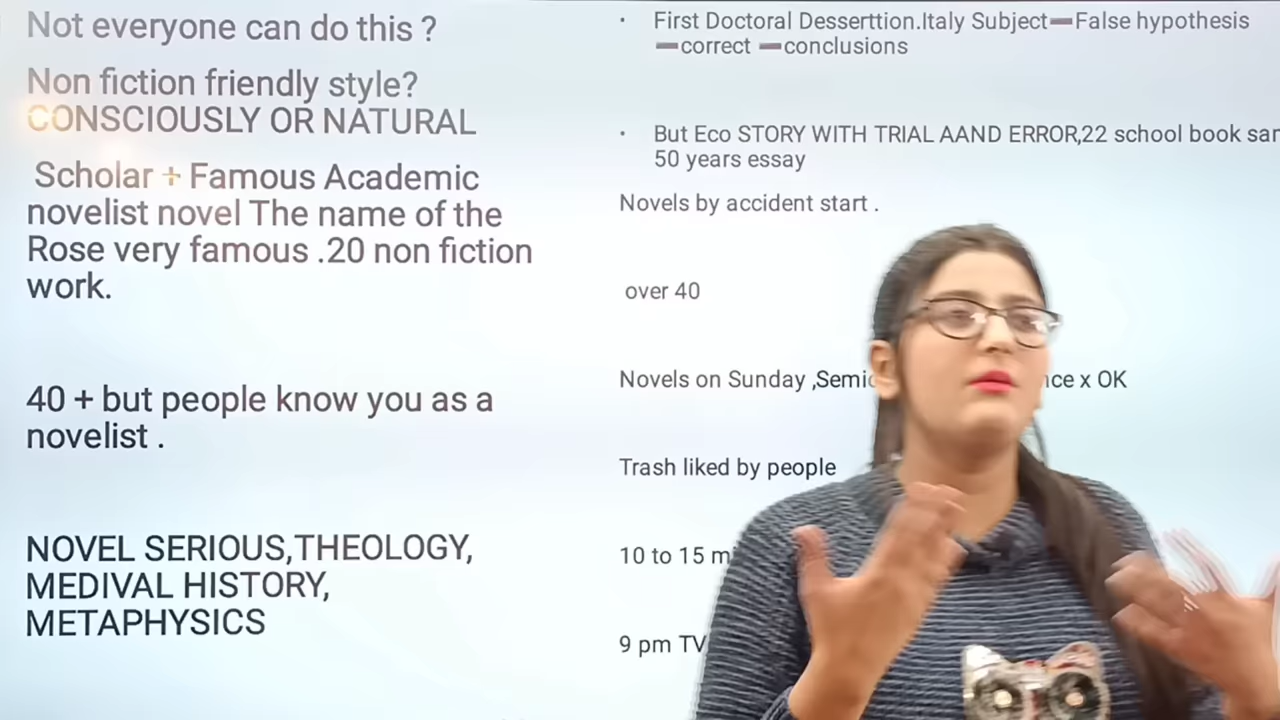 Not everyone can do this ?
Non fiction friendly style?
CONSCIOUSLY OR NATURAL
Scholar + Famous Academic
novelist novel The name of the
Rose very famous .20 non fiction
work.
40 + but people know you as a
novelist .
NOVEL SERIOUS,THEOLOGY,
MEDIVAL HISTORY,
METAPHYSICS
• First Doctoral Desserttion.Italy Subject➖False hypothesis
➖correct ➖conclusions
• But Eco STORY WITH TRIAL AAND ERROR,22 school book
50 years essay
Novels by accident start .
over 40
Novels on Sunday x OK
Trash liked by people
10 to 15
9 pm TV